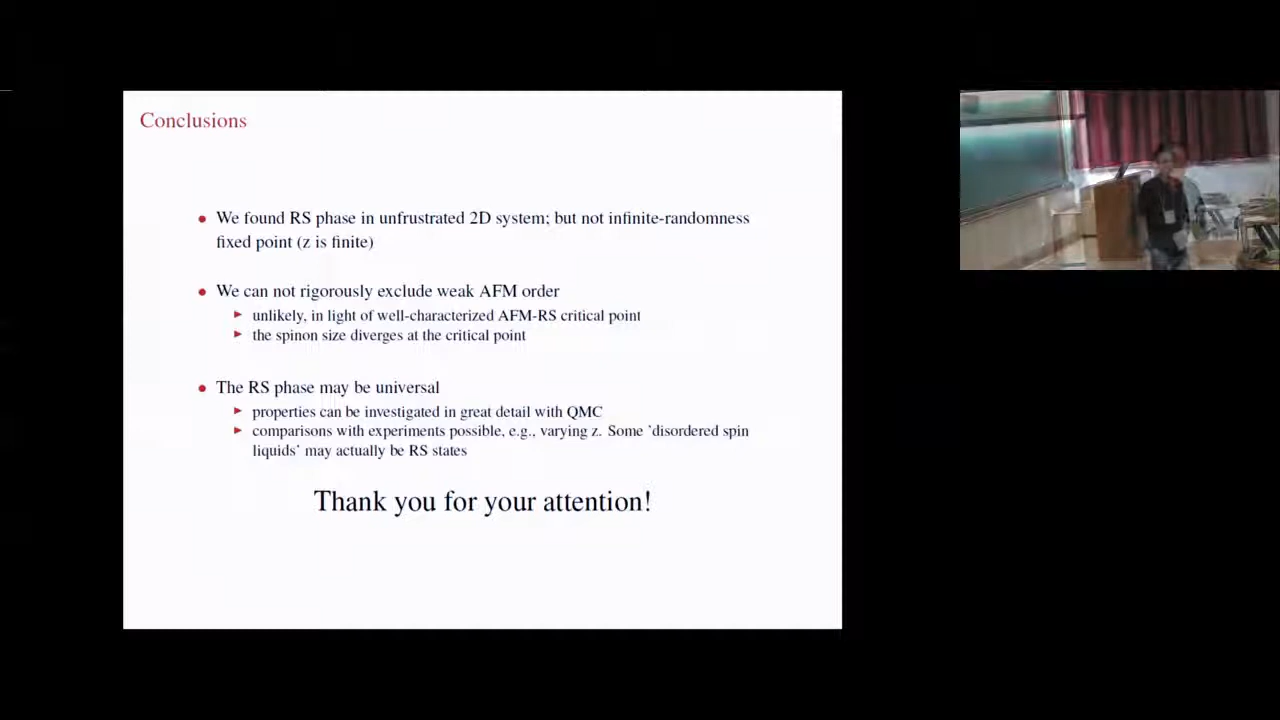 Conclusions
We found RS phase in unfrustrated 2D system; but not infinite-randomness
fixed point (z is finite)
We can not rigorously exclude weak AFM order
unlikely, in light of well-characterized AFM-RS critical point
the spinon size diverges at the critical point
The RS phase may be universal
properties can be investigated in great detail with QMC
comparisons with experiments possible, e.g., varying z. Some 'disordered spin
liquids' may actually be RS states
Thank you for your attention!